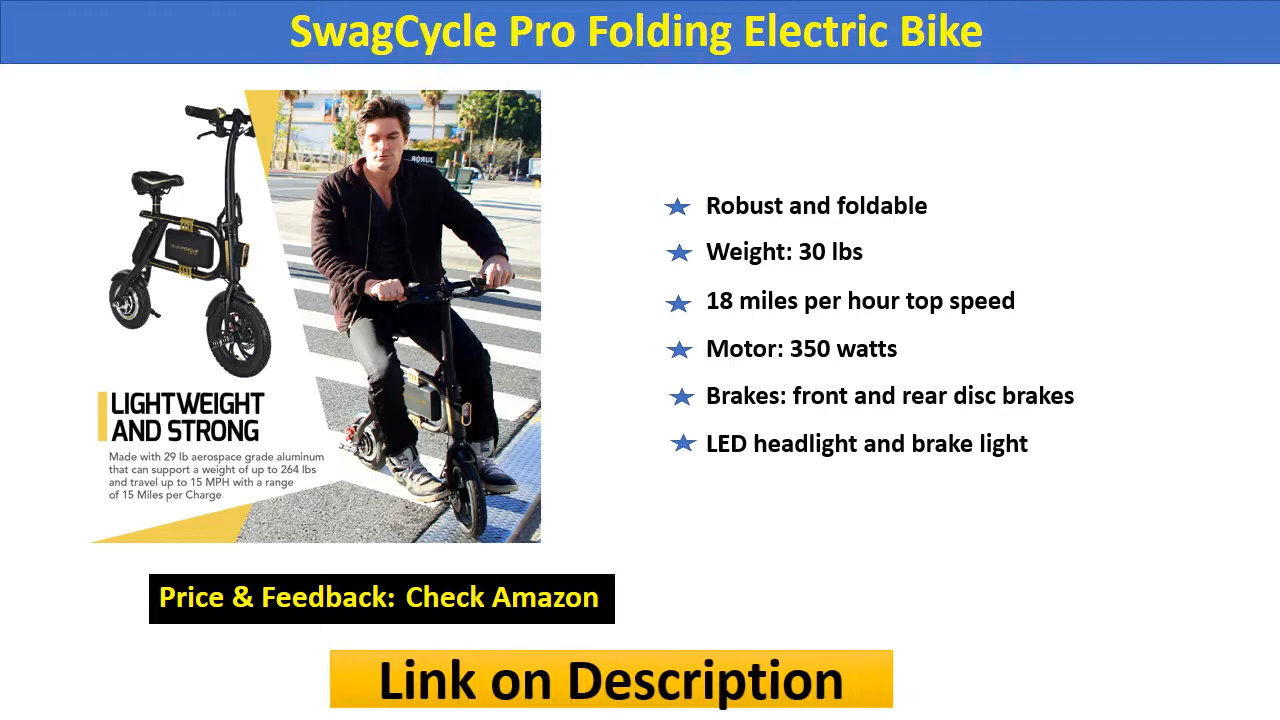 SwagCycle Pro Folding Electric Bike
LIGHTWEIGHT
AND STRONG
Made with 29 lb aerospace grade aluminum
that can support a weight of up to 264 lbs
and travel up to 15 MPH with a range
of 15 Miles per Charge
Robust and foldable
Weight: 30 lbs
18 miles per hour top speed
Motor: 350 watts
Brakes: front and rear disc brakes
LED headlight and brake light
Price & Feedback: Check Amazon
Link on Description